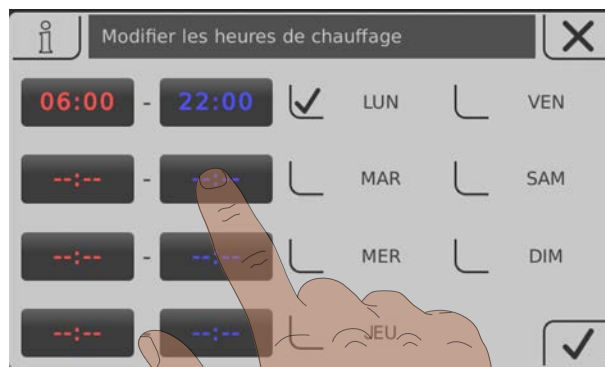 Modifier les heures de chauffage
06:00 - 22:00 LUN VEN
--:-- - --:-- MAR SAM
--:-- - --:-- MER DIM
--:-- - --:-- JEU